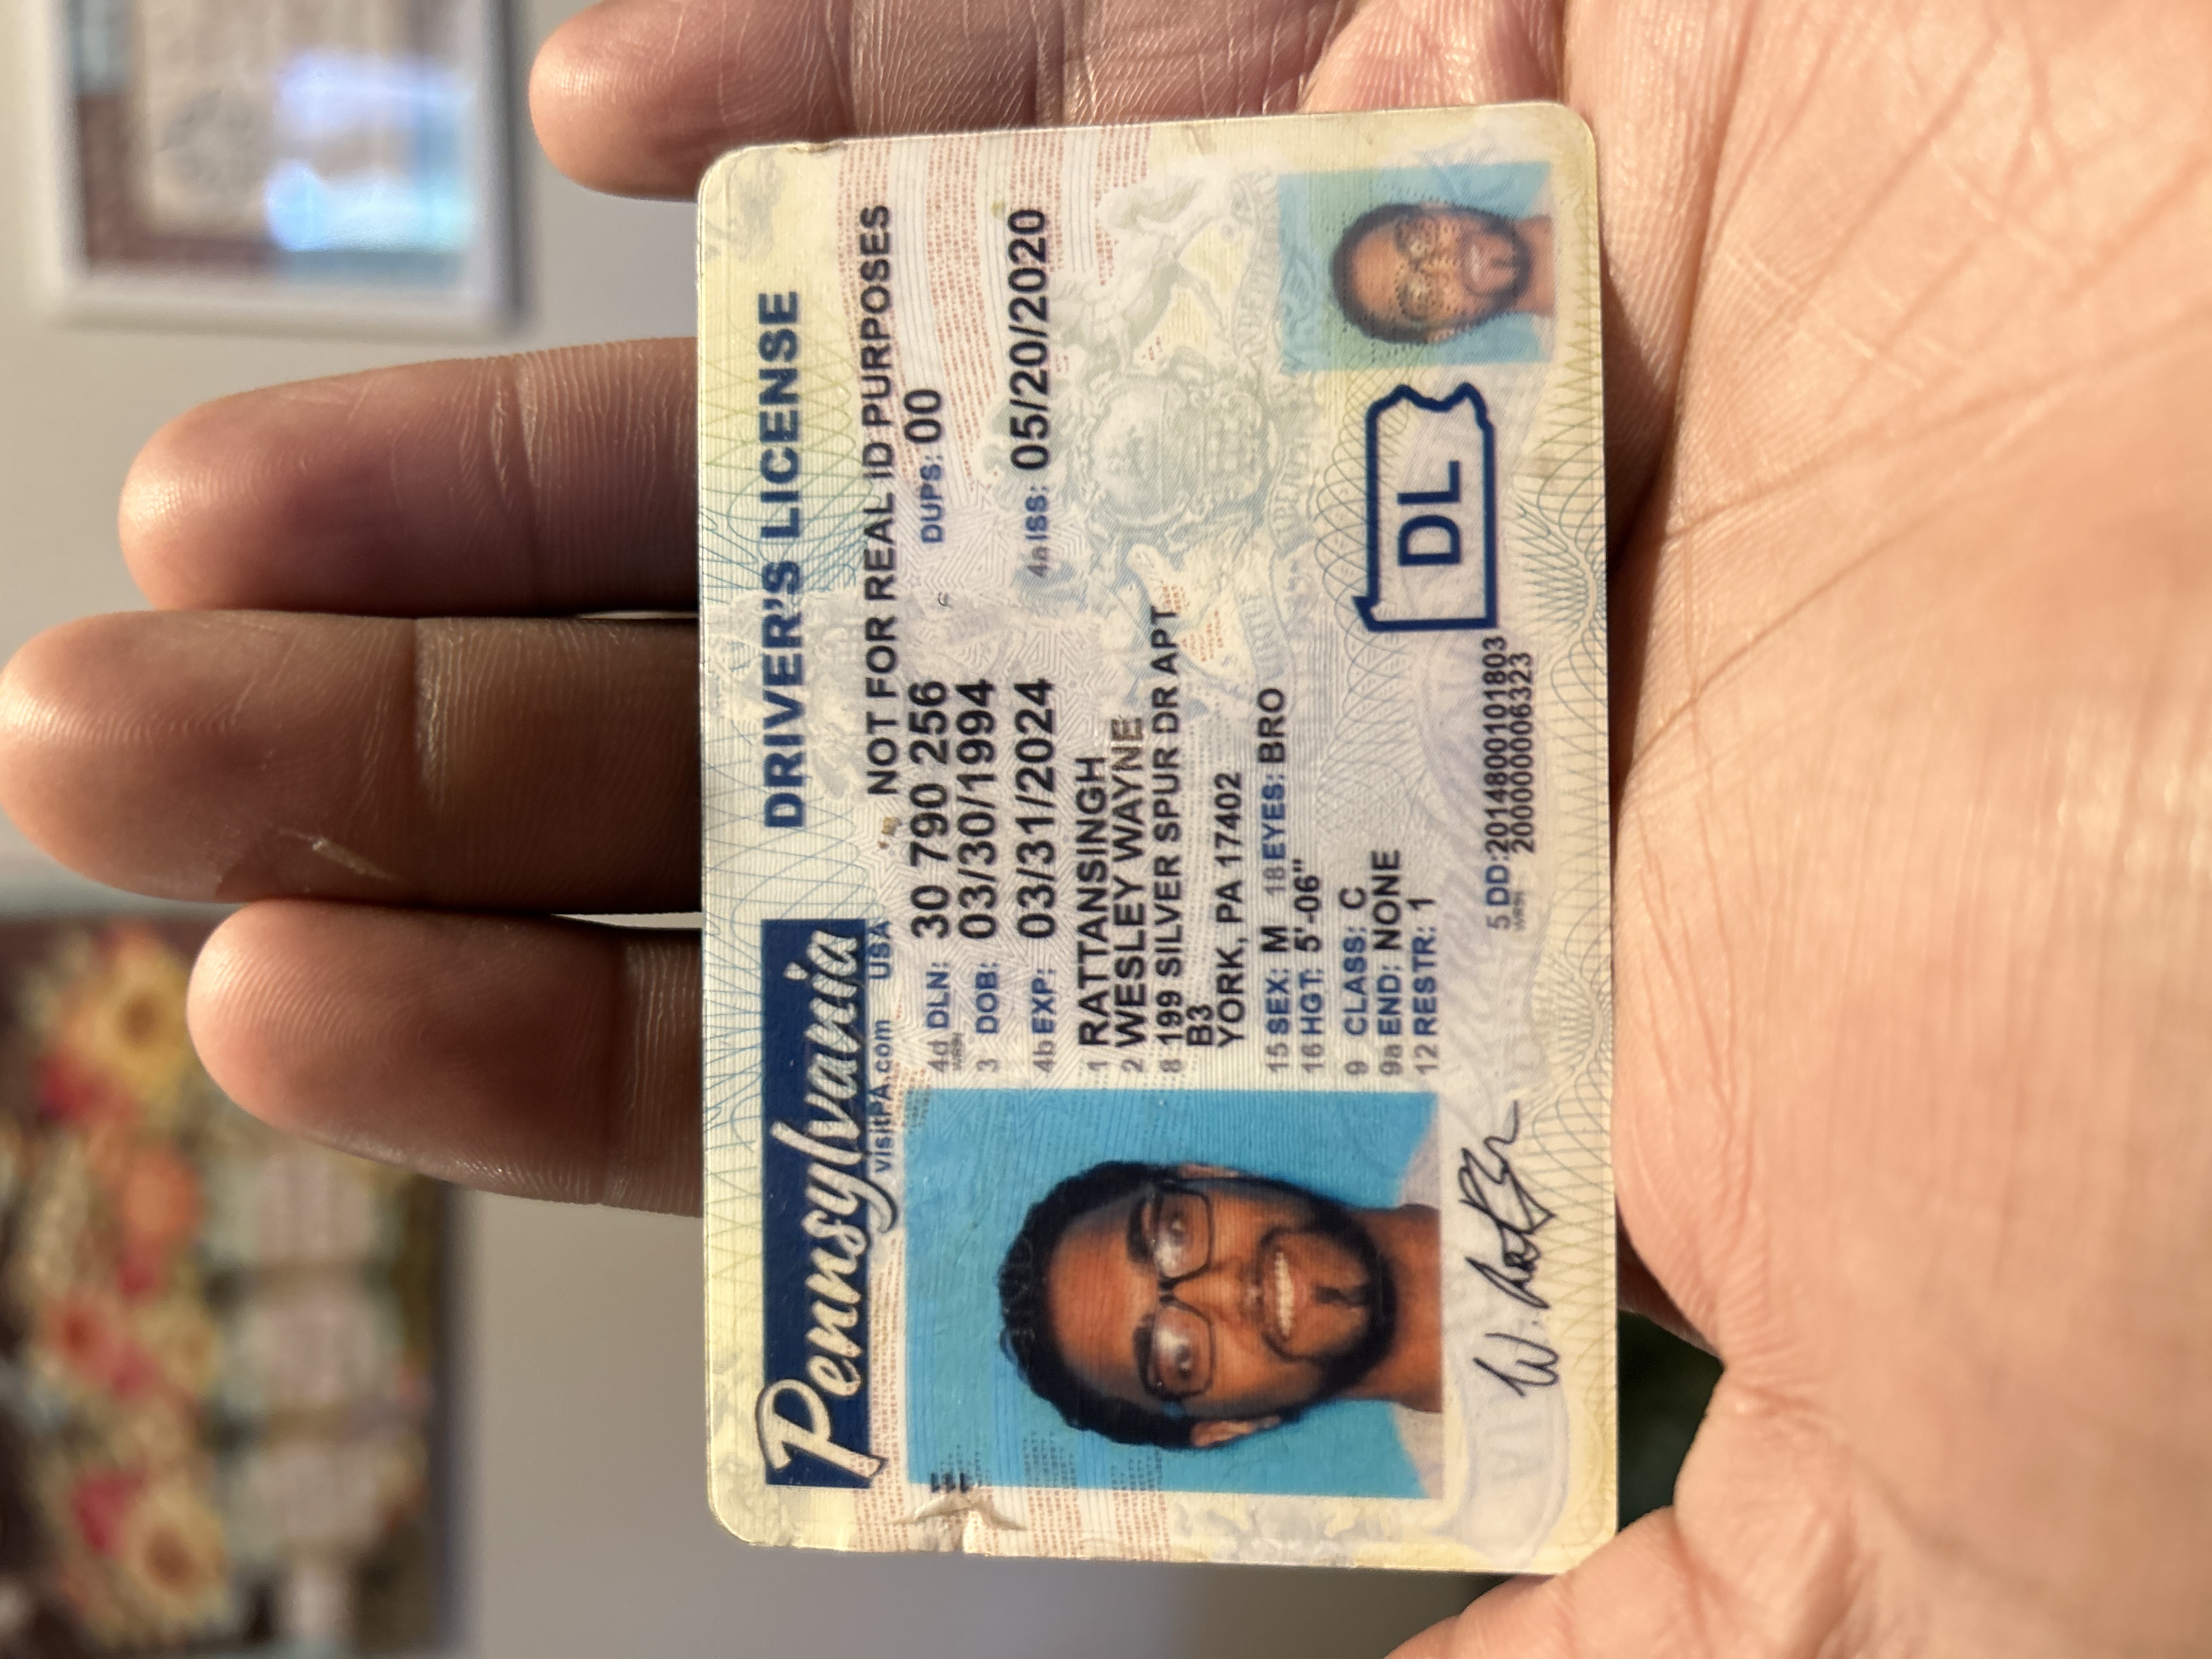 Pennsylvania
DRIVER'S LICENSE
visitPA.com USA
NOT FOR REAL ID PURPOSES
4d DLN: 30 790 256 DUPS: 00
3 DOB: 03/30/1994
4b EXP: 03/31/2024 4a ISS: 05/20/2020
1 RATTANSINGH
2 WESLEY WAYNE
8 199 SILVER SPUR DR APT
B3
YORK, PA 17402
15 SEX: M 18 EYES: BRO
16 HGT: 5'-06"
9 CLASS: C
9a END: NONE
12 RESTR: 1
DL
5 DD: 2014800101803
2000000006323